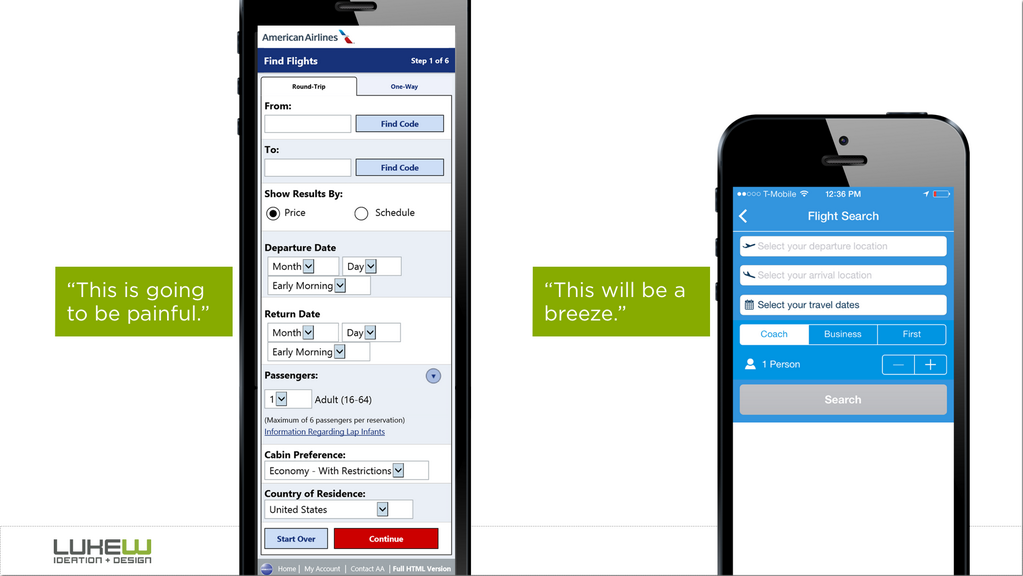 “This is going
to be painful.”
American Airlines
Find Flights Step 1 of 6
Round-Trip One-Way
From:
Find Code
To:
Find Code
Show Results By:
Price Schedule
Departure Date
Month Day
Early Morning
Return Date
Month Day
Early Morning
Passengers:
1 Adult (16-64)
(Maximum of 6 passengers per reservation)
Information Regarding Lap Infants
Cabin Preference:
Economy - With Restrictions
Country of Residence:
United States
Start Over Continue
Home | My Account | Contact AA | Full HTML Version
“This will be a
breeze.”
T-Mobile 12:36 PM
Flight Search
Select your departure location
Select your arrival location
Select your travel dates
Coach Business First
1 Person — +
Search
LUKEW
IDEATION + DESIGN